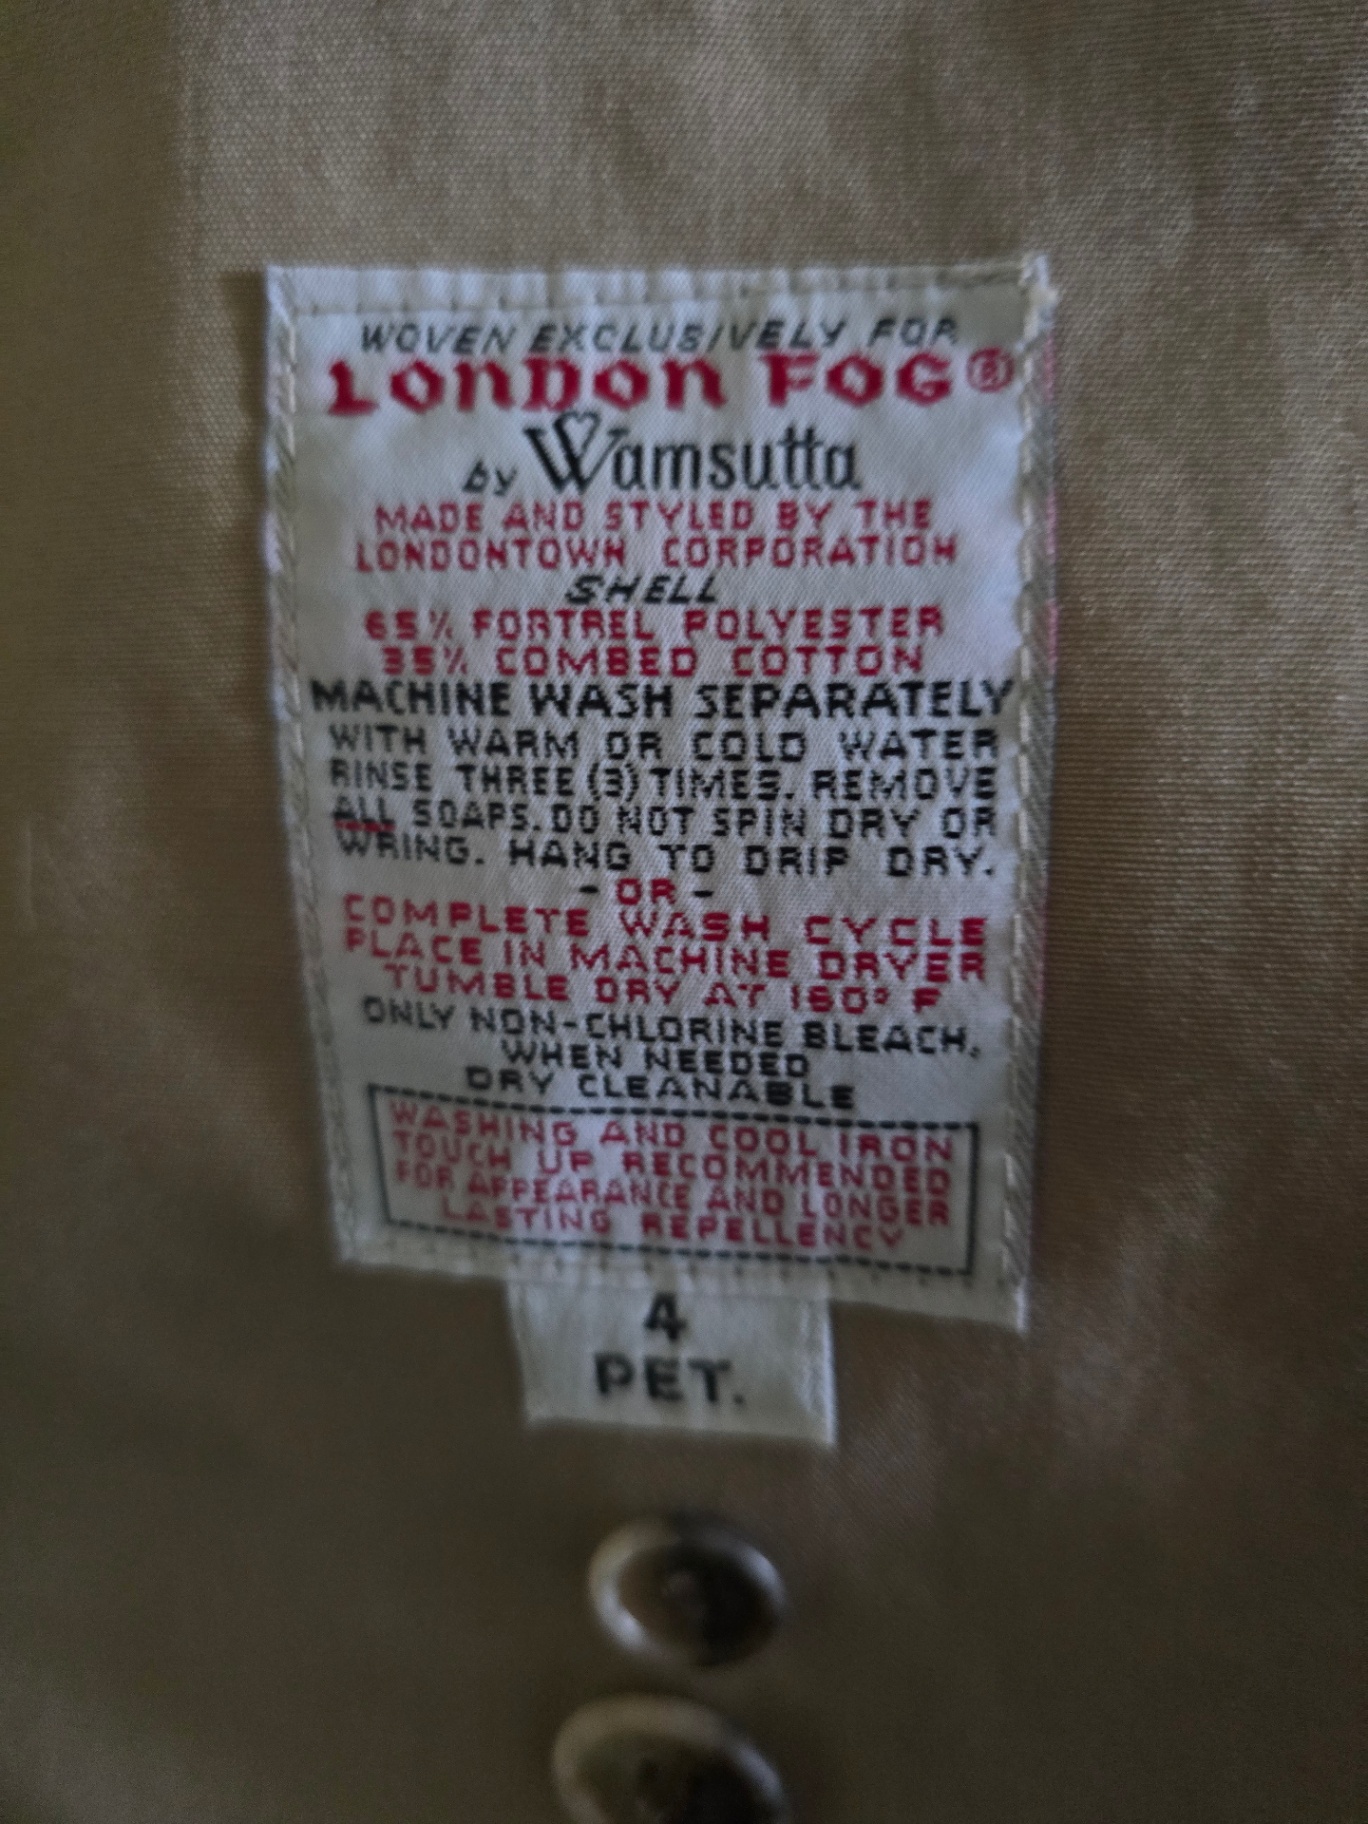 WOVEN EXCLUSIVELY FOR
LONDON FOG®
by Wamsutta
MADE AND STYLED BY THE
LONDONTOWN CORPORATION
SHELL
65% FORTREL POLYESTER
35% COMBED COTTON
MACHINE WASH SEPARATELY
WITH WARM OR COLD WATER
RINSE THREE (3) TIMES. REMOVE
ALL SOAPS. DO NOT SPIN DRY OR
WRING. HANG TO DRIP DRY.
- OR -
COMPLETE WASH CYCLE
PLACE IN MACHINE DRYER
TUMBLE DRY AT 160° F
ONLY NON-CHLORINE BLEACH,
WHEN NEEDED
DRY CLEANABLE
WASHING AND COOL IRON
TOUCH UP RECOMMENDED
FOR APPEARANCE AND LONGER
LASTING REPELLENCY
4
PET.